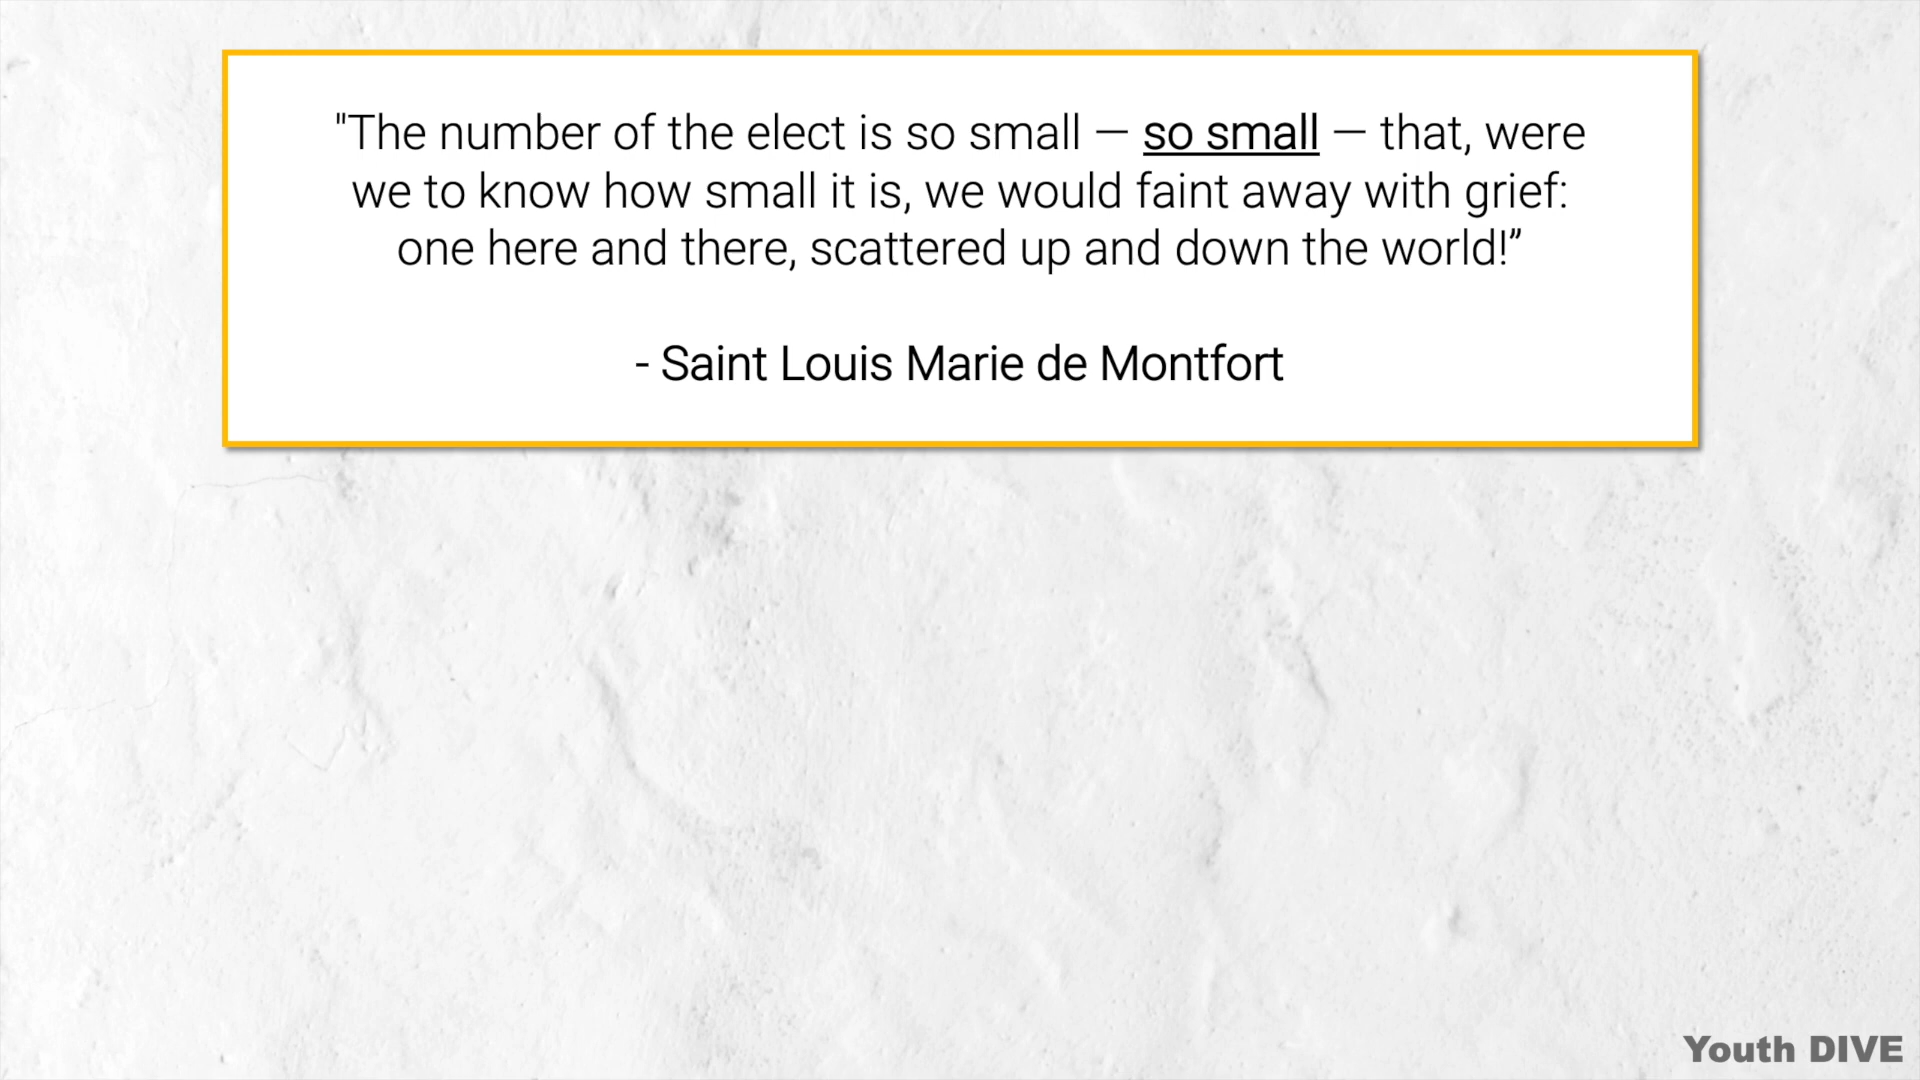 "The number of the elect is so small – so small – that, were
we to know how small it is, we would faint away with grief:
one here and there, scattered up and down the world!”
- Saint Louis Marie de Montfort
Youth DIVE